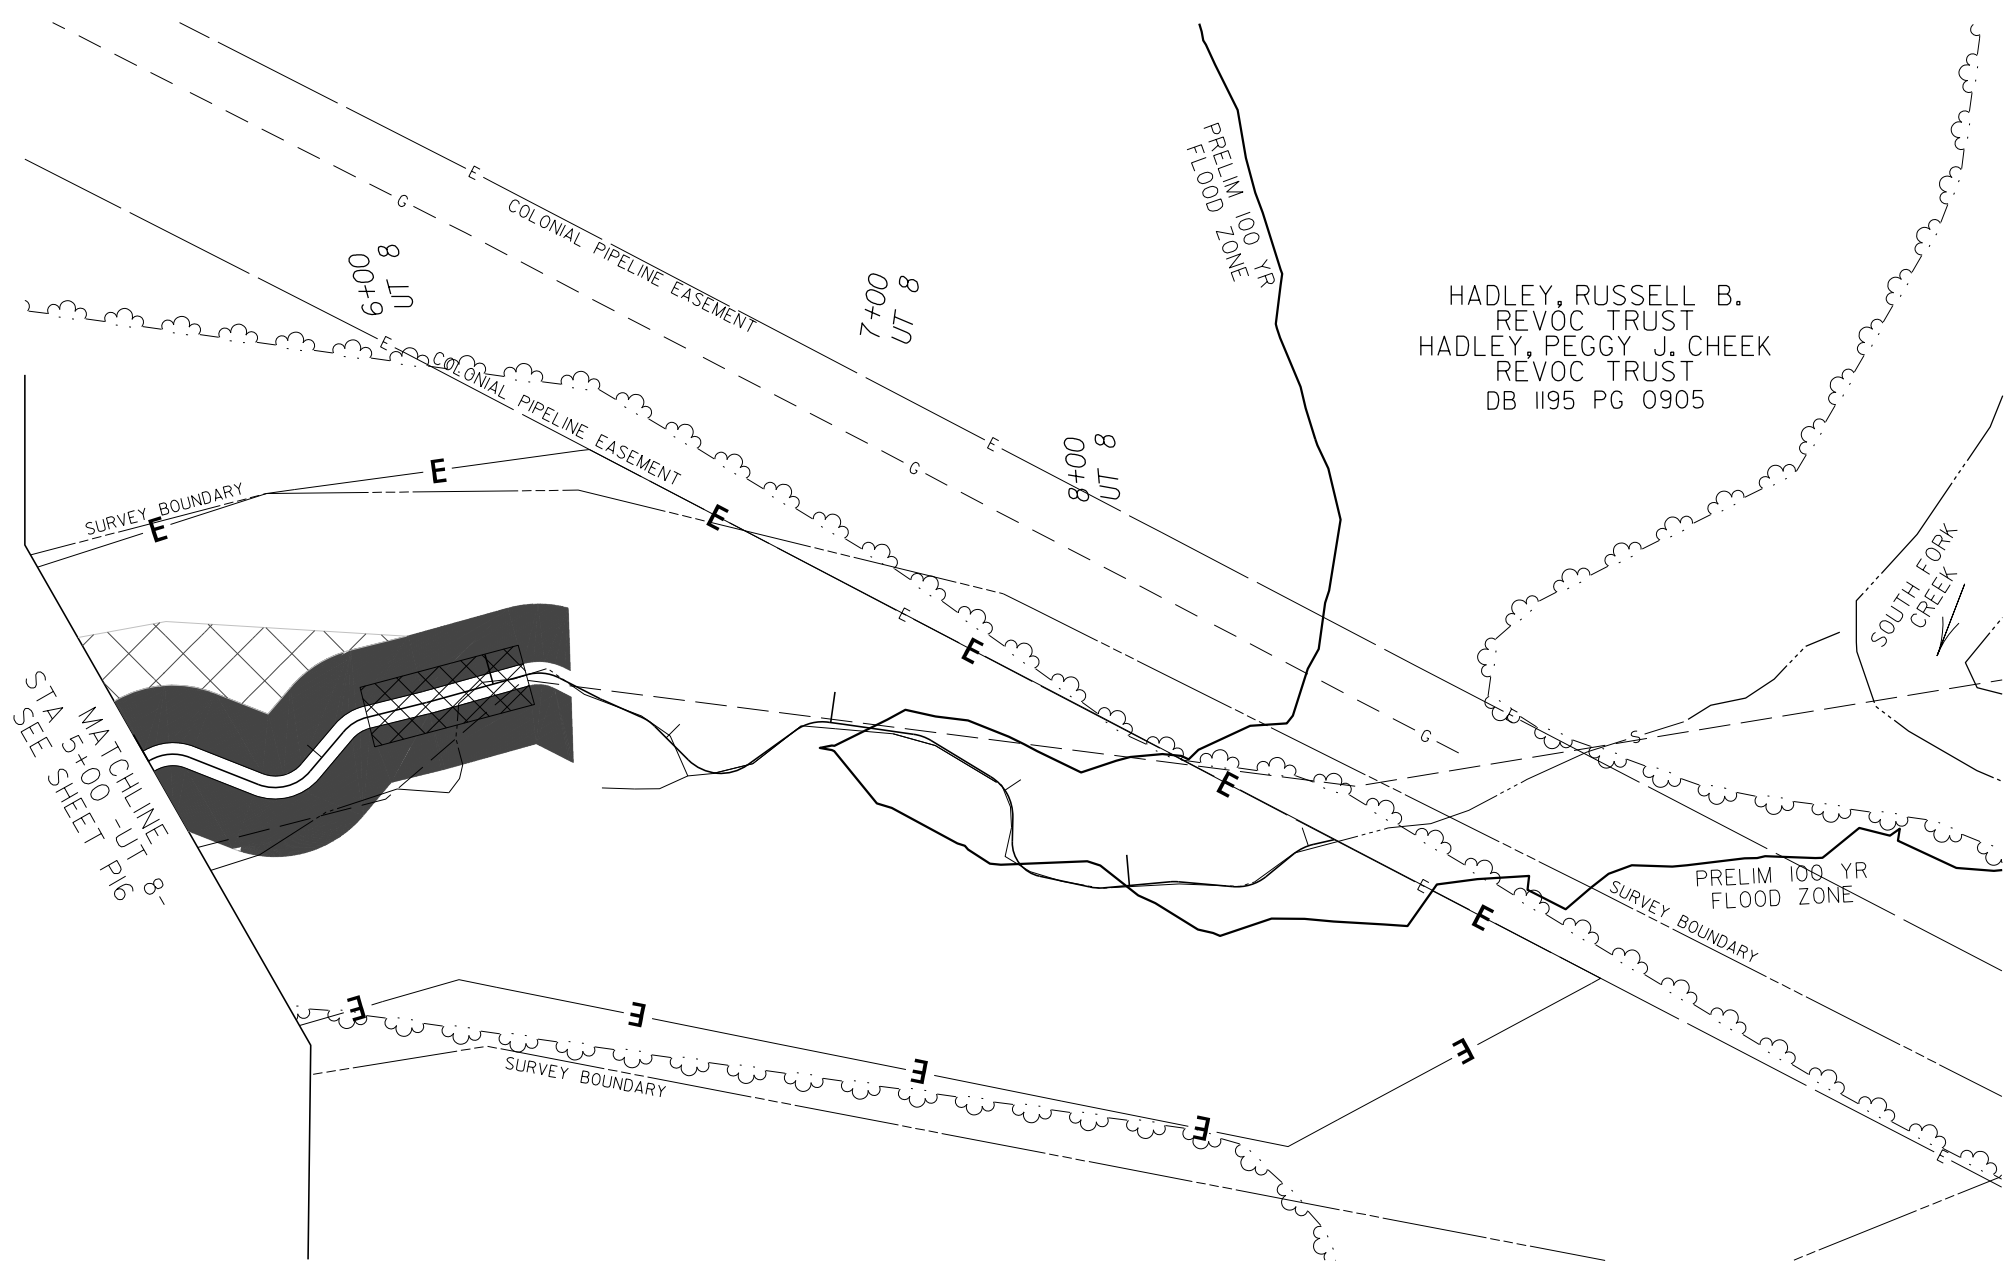 E
G
COLONIAL PIPELINE EASEMENT
PRELIM 100 YR
FLOOD ZONE
6+00
UT 8
7+00
UT 8
HADLEY, RUSSELL B.
REVOC TRUST
HADLEY, PEGGY J. CHEEK
REVOC TRUST
DB 1195 PG 0905
E
COLONIAL PIPELINE EASEMENT
E
G
8+00
UT 8
E
SURVEY BOUNDARY
E
E
SOUTH FORK
CREEK
E
E
MATCHLINE
STA 5+00 -UT 8-
SEE SHEET P16
E
G
S
E
E
E
PRELIM 100 YR
FLOOD ZONE
SURVEY BOUNDARY
E
E
E
E
SURVEY BOUNDARY
E
E
E